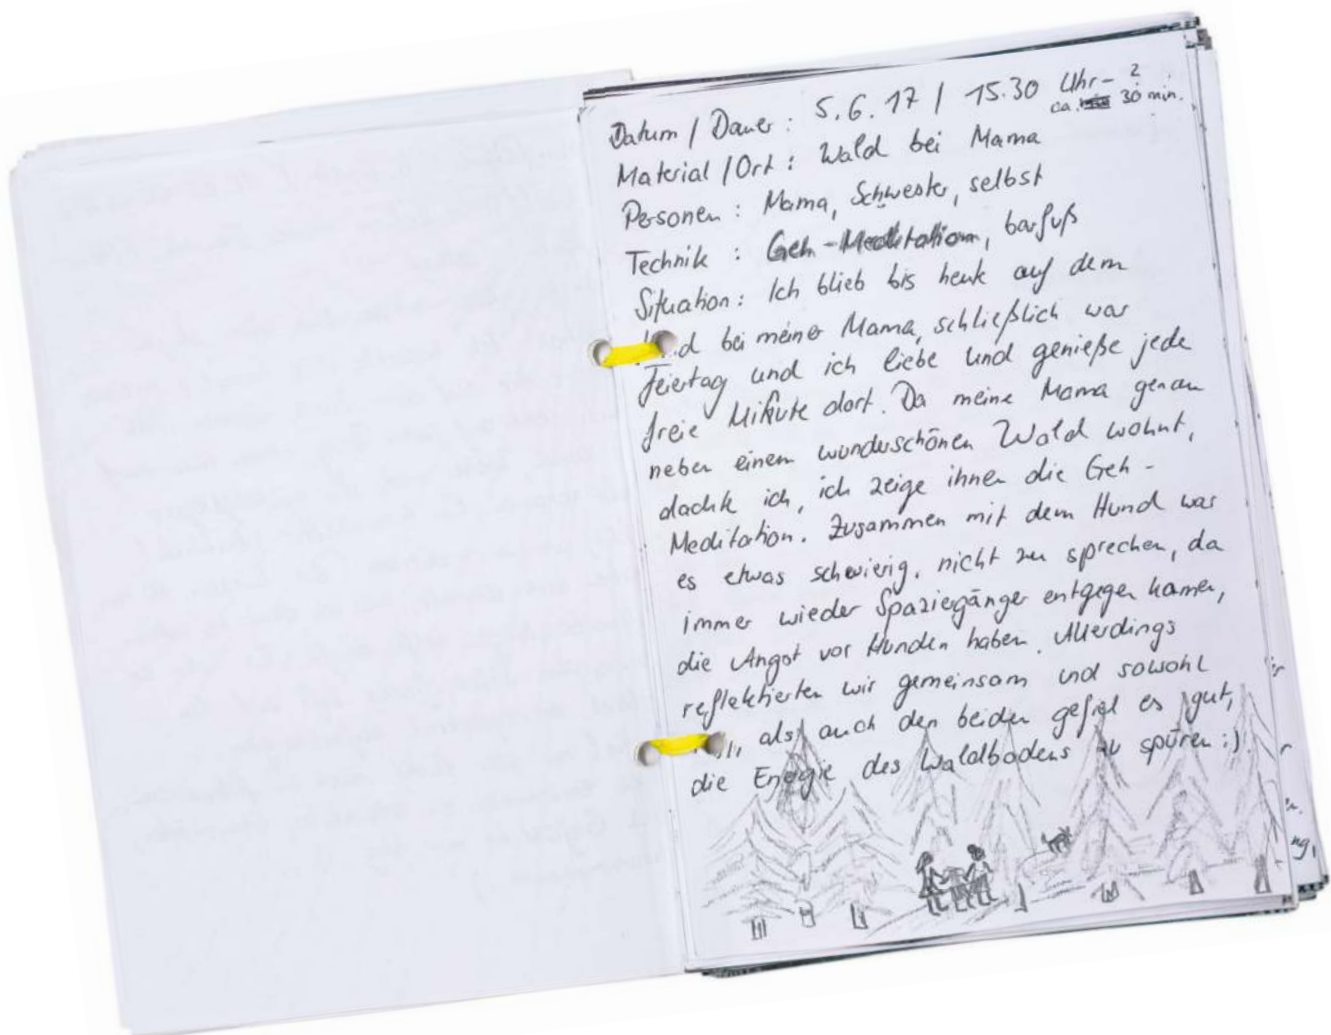 Datum / Dauer: 5.6.17 / 15.30 Uhr - ?
ca. 30 min.
Material / Ort: Wald bei Mama
Personen: Mama, Schwester, selbst
Technik: Geh-Meditation, barfuß
Situation: Ich blieb bis heute auf dem
bei meiner Mama, schließlich war
Feiertag und ich liebe und genieße jede
freie Minute dort. Da meine Mama genau
neben einem wunderschönen Wald wohnt,
dachte ich, ich zeige ihnen die Geh-
Meditation. Zusammen mit dem Hund war
es etwas schwierig, nicht zu sprechen, da
immer wieder Spaziergänger entgegen kamen,
die Angst vor Hunden haben. Allerdings
reflektierten wir gemeinsam und sowohl
als auch den beiden gefiel es gut,
die Energie des Waldbodens zu spüren :).